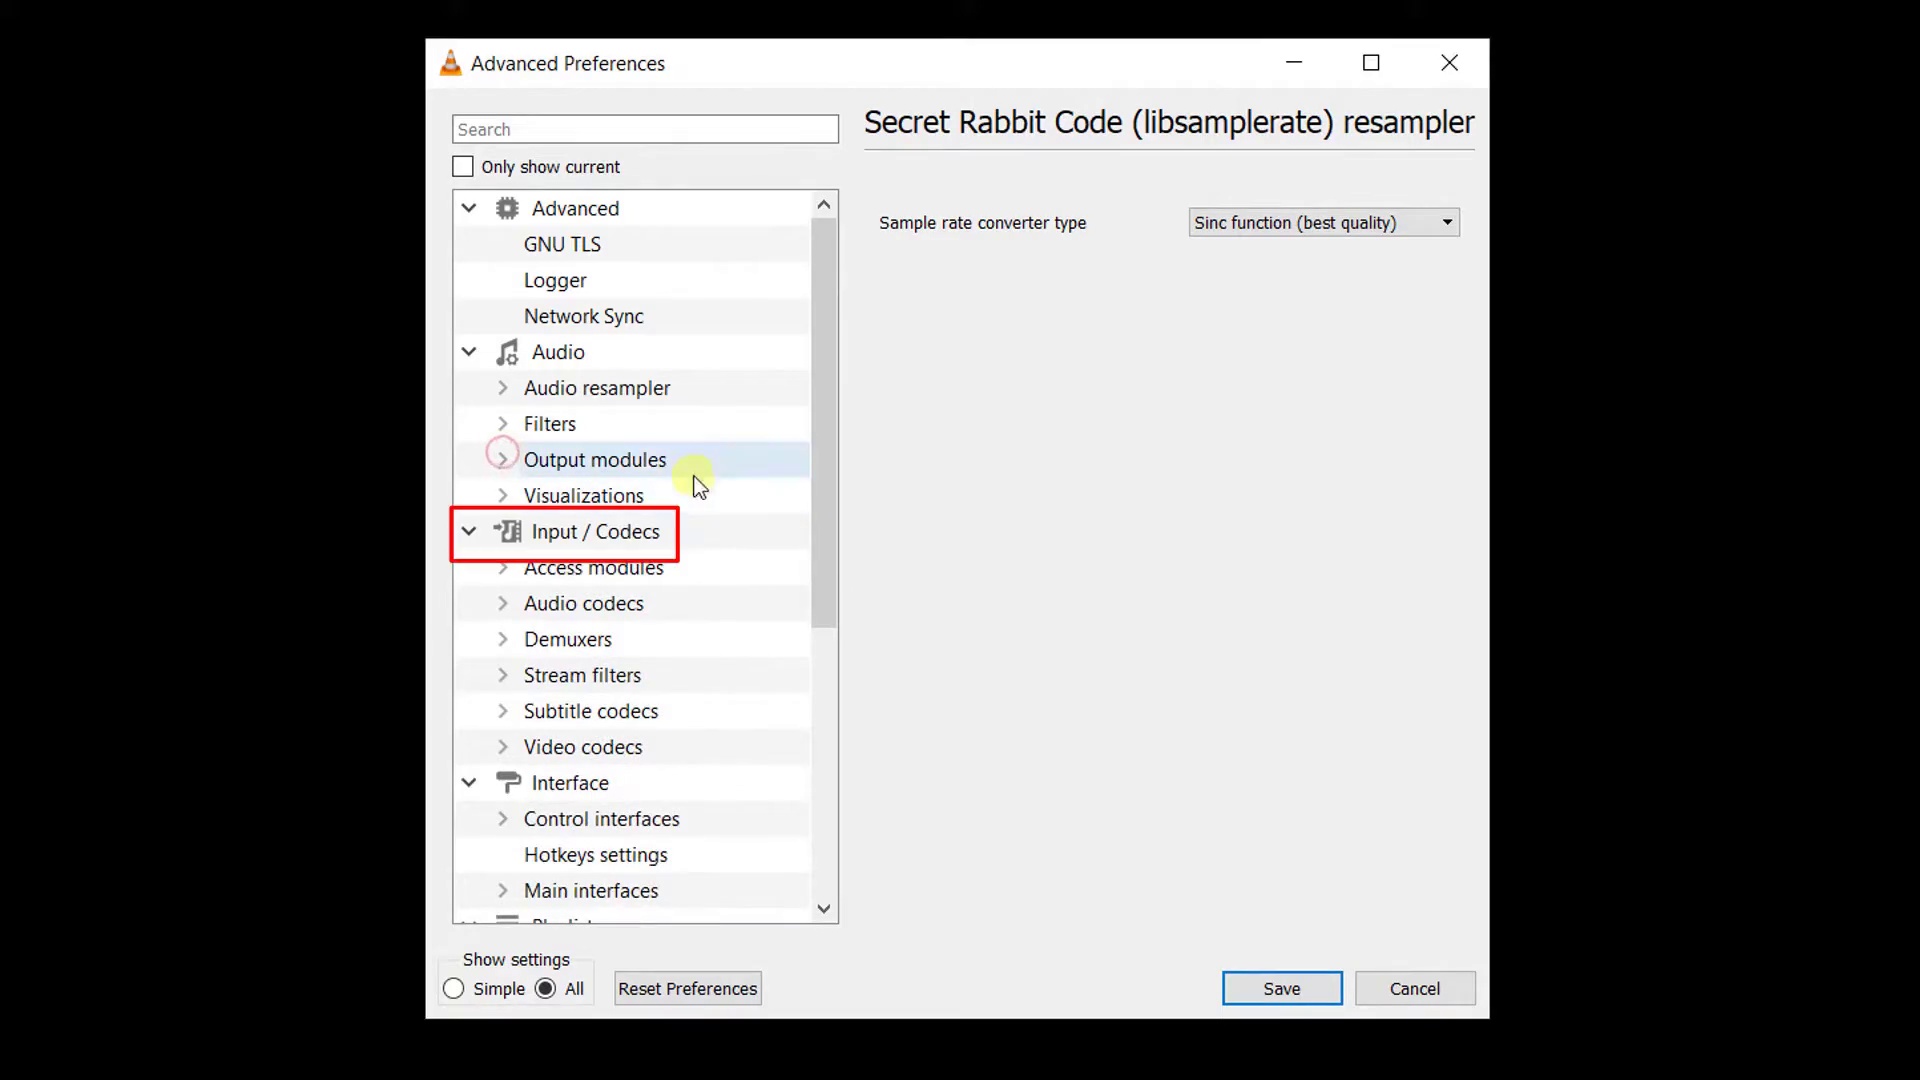 Advanced Preferences
Search
Only show current
Advanced
GNU TLS
Logger
Network Sync
Audio
Audio resampler
Filters
Output modules
Visualizations
Input / Codecs
Access modules
Audio codecs
Demuxers
Stream filters
Subtitle codecs
Video codecs
Interface
Control interfaces
Hotkeys settings
Main interfaces
Secret Rabbit Code (libsamplerate) resampler
Sample rate converter type
Sinc function (best quality)
Show settings
Simple
All
Reset Preferences
Save
Cancel